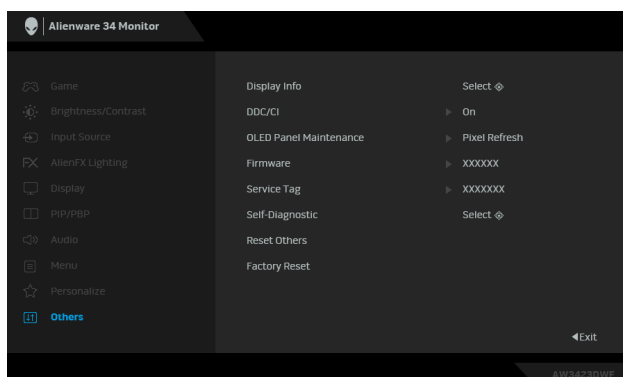 Alienware 34 Monitor
Game
Brightness/Contrast
Input Source
AlienFX Lighting
Display
PIP/PBP
Audio
Menu
Personalize
Others
Display Info Select
DDC/CI On
OLED Panel Maintenance Pixel Refresh
Firmware XXXXXX
Service Tag XXXXXXX
Self-Diagnostic Select
Reset Others
Factory Reset
Exit
AW3423DWF